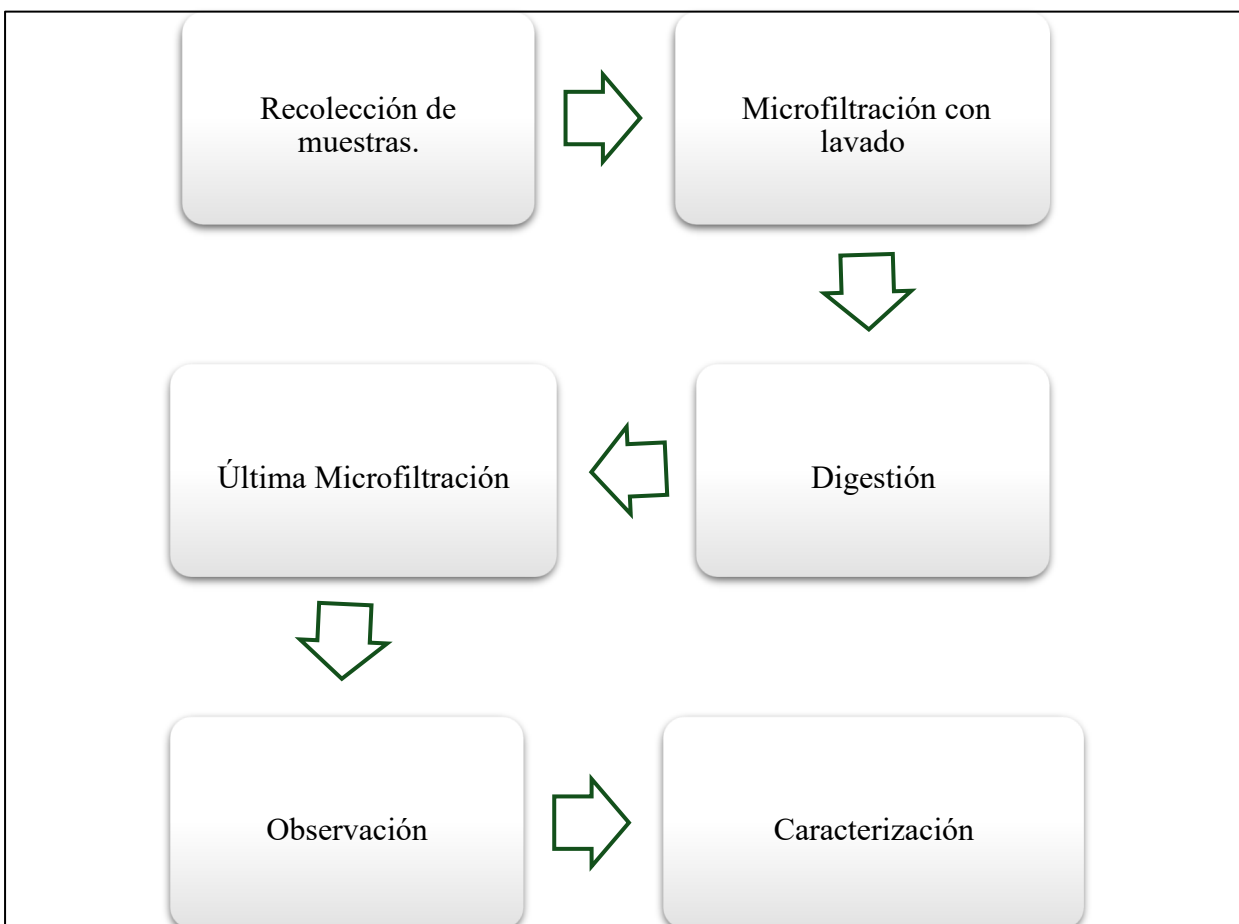 Recolección de
muestras.
Microfiltración con
lavado
Digestión
Última Microfiltración
Observación
Caracterización